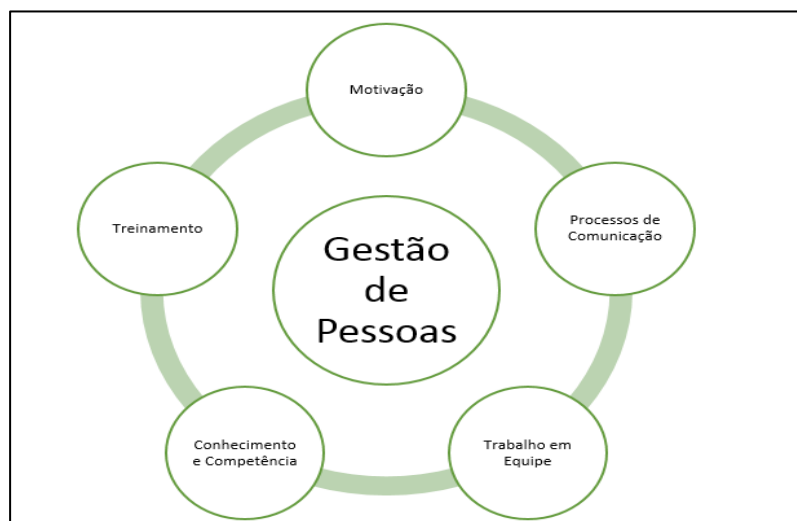 Motivação
Treinamento
Processos de
Comunicação
Gestão
de
Pessoas
Conhecimento
e Competência
Trabalho em
Equipe